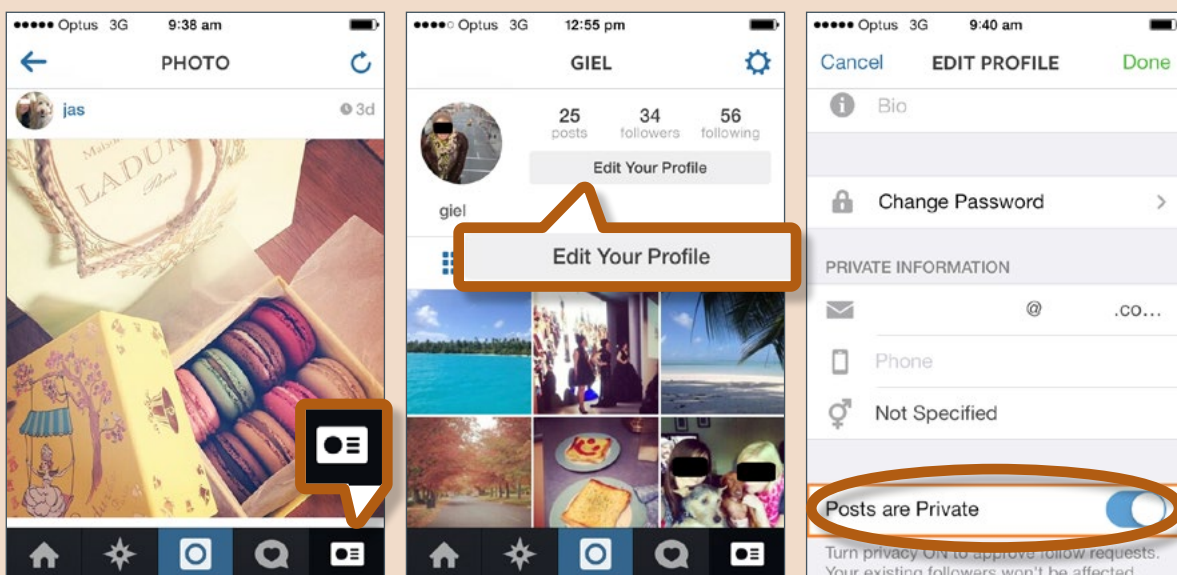 Optus 3G 9:38 am
PHOTO
jas 3d
Maison
LADUR
Paris
Optus 3G 12:55 pm
GIEL
25 34 56
posts followers following
Edit Your Profile
giel
Edit Your Profile
Optus 3G 9:40 am
Cancel EDIT PROFILE Done
Bio
Change Password
PRIVATE INFORMATION
@ .co...
Phone
Not Specified
Posts are Private
Turn privacy ON to approve follow requests.
Your existing followers won't be affected